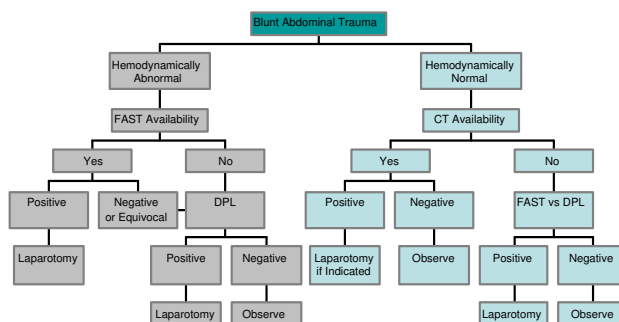 Blunt Abdominal Trauma
Hemodynamically
Abnormal
Hemodynamically
Normal
FAST Availability
CT Availability
Yes
No
Yes
No
Positive
Negative
or Equivocal
DPL
Positive
Negative
FAST vs DPL
Laparotomy
Positive
Negative
Laparotomy
if Indicated
Observe
Positive
Negative
Laparotomy
Observe
Laparotomy
Observe